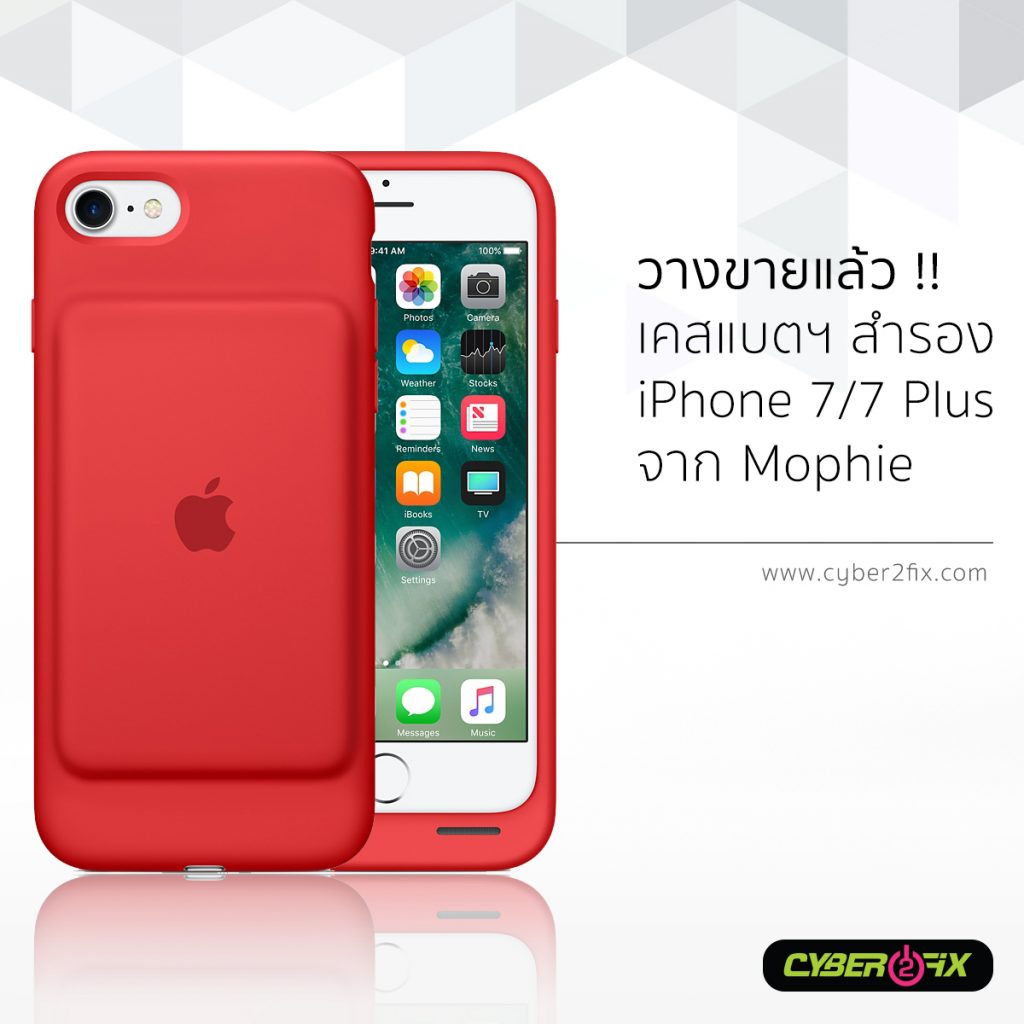 9:41 AM 100%
Photos Camera
Weather Stocks
Reminders News
iBooks TV
Settings
Messages Music
วางขายแล้ว !!
เคสแบตฯ สำรอง
iPhone 7/7 Plus
จาก Mophie
www.cyber2fix.com
CYBER2FIX